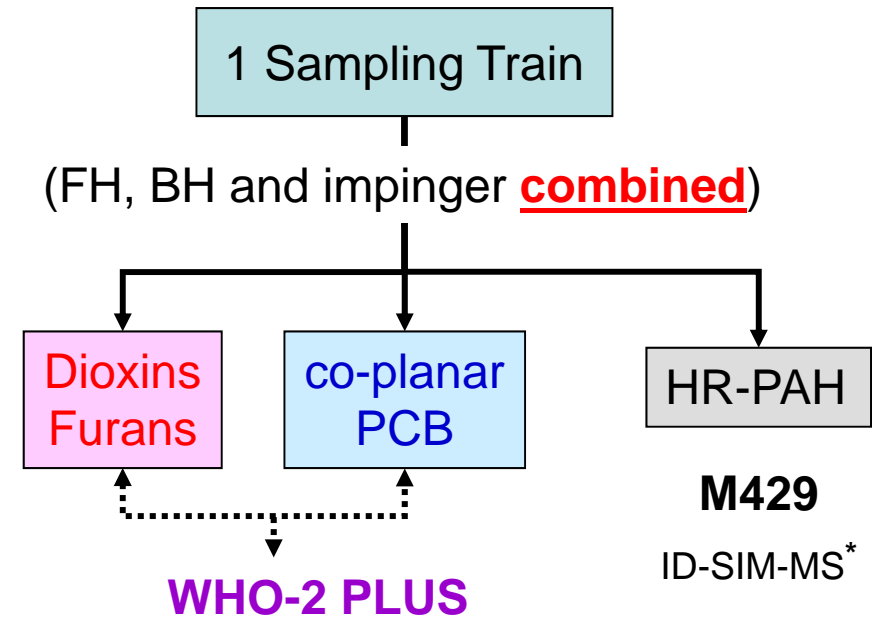 1 Sampling Train
(FH, BH and impinger combined)
Dioxins
Furans
co-planar
PCB
HR-PAH
M429
ID-SIM-MS*
WHO-2 PLUS